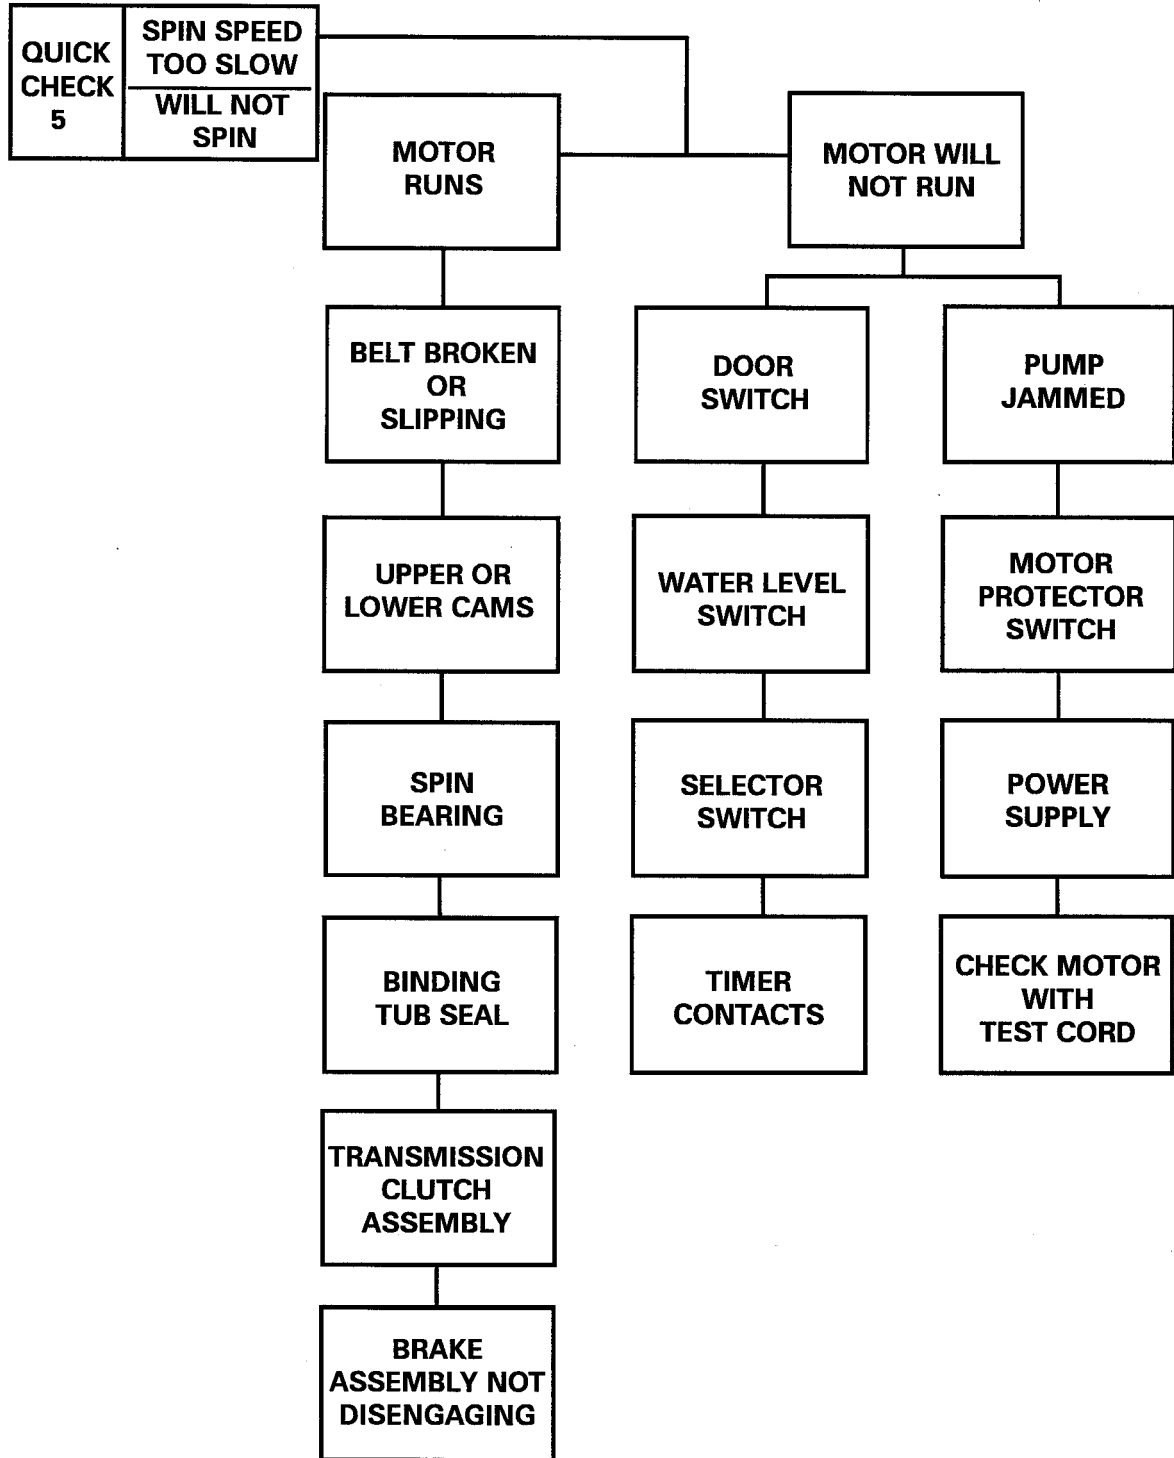 QUICK
CHECK
5
SPIN SPEED
TOO SLOW
WILL NOT
SPIN
MOTOR
RUNS
MOTOR WILL
NOT RUN
BELT BROKEN
OR
SLIPPING
DOOR
SWITCH
PUMP
JAMMED
UPPER OR
LOWER CAMS
WATER LEVEL
SWITCH
MOTOR
PROTECTOR
SWITCH
SPIN
BEARING
SELECTOR
SWITCH
POWER
SUPPLY
BINDING
TUB SEAL
TIMER
CONTACTS
CHECK MOTOR
WITH
TEST CORD
TRANSMISSION
CLUTCH
ASSEMBLY
BRAKE
ASSEMBLY NOT
DISENGAGING